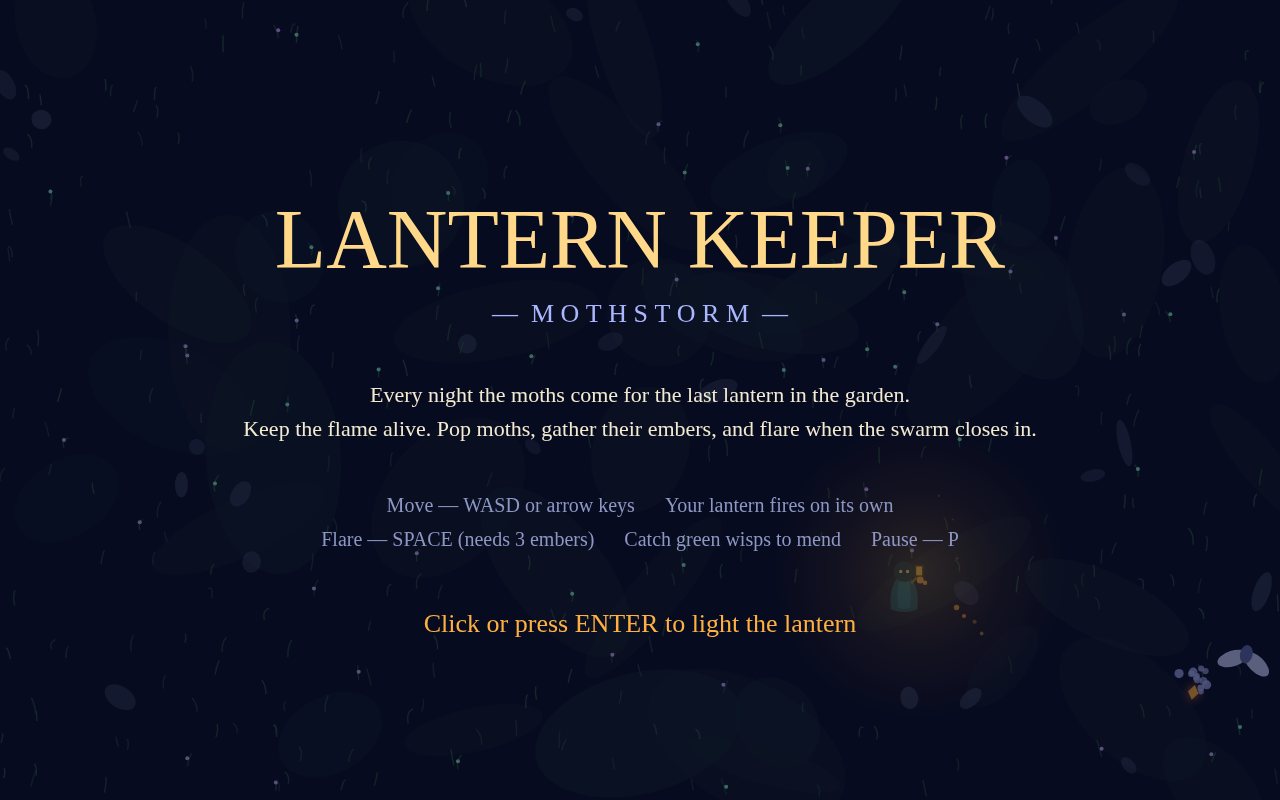 LANTERN KEEPER
— MOTHSTORM —
Every night the moths come for the last lantern in the garden.
Keep the flame alive. Pop moths, gather their embers, and flare when the swarm closes in.
Move — WASD or arrow keys Your lantern fires on its own
Flare — SPACE (needs 3 embers) Catch green wisps to mend Pause — P
Click or press ENTER to light the lantern